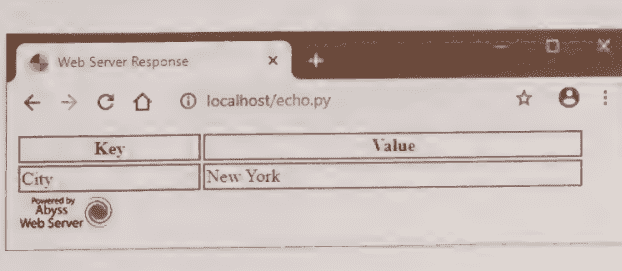 Web Server Response
localhost/echo.py
Key Value
City New York
Powered by
Abyss
Web Server